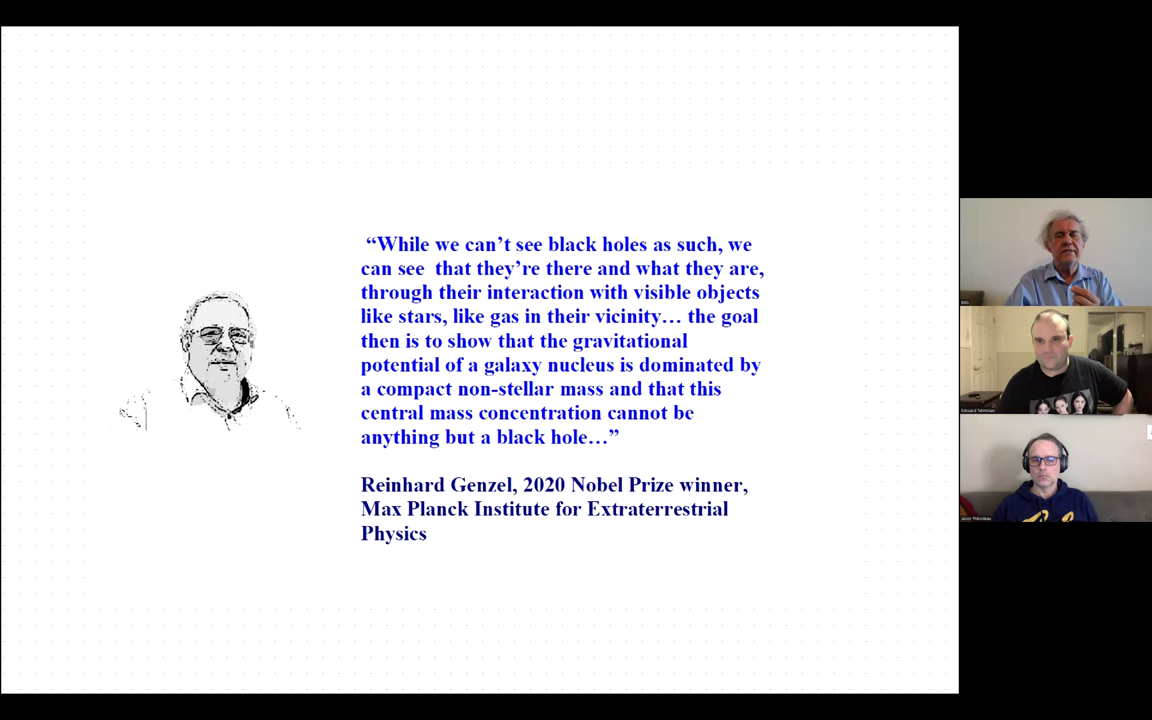 “While we can’t see black holes as such, we
can see  that they’re there and what they are,
through their interaction with visible objects
like stars, like gas in their vicinity… the goal
then is to show that the gravitational
potential of a galaxy nucleus is dominated by
a compact non-stellar mass and that this
central mass concentration cannot be
anything but a black hole…”
Reinhard Genzel, 2020 Nobel Prize winner,
Max Planck Institute for Extraterrestrial
Physics